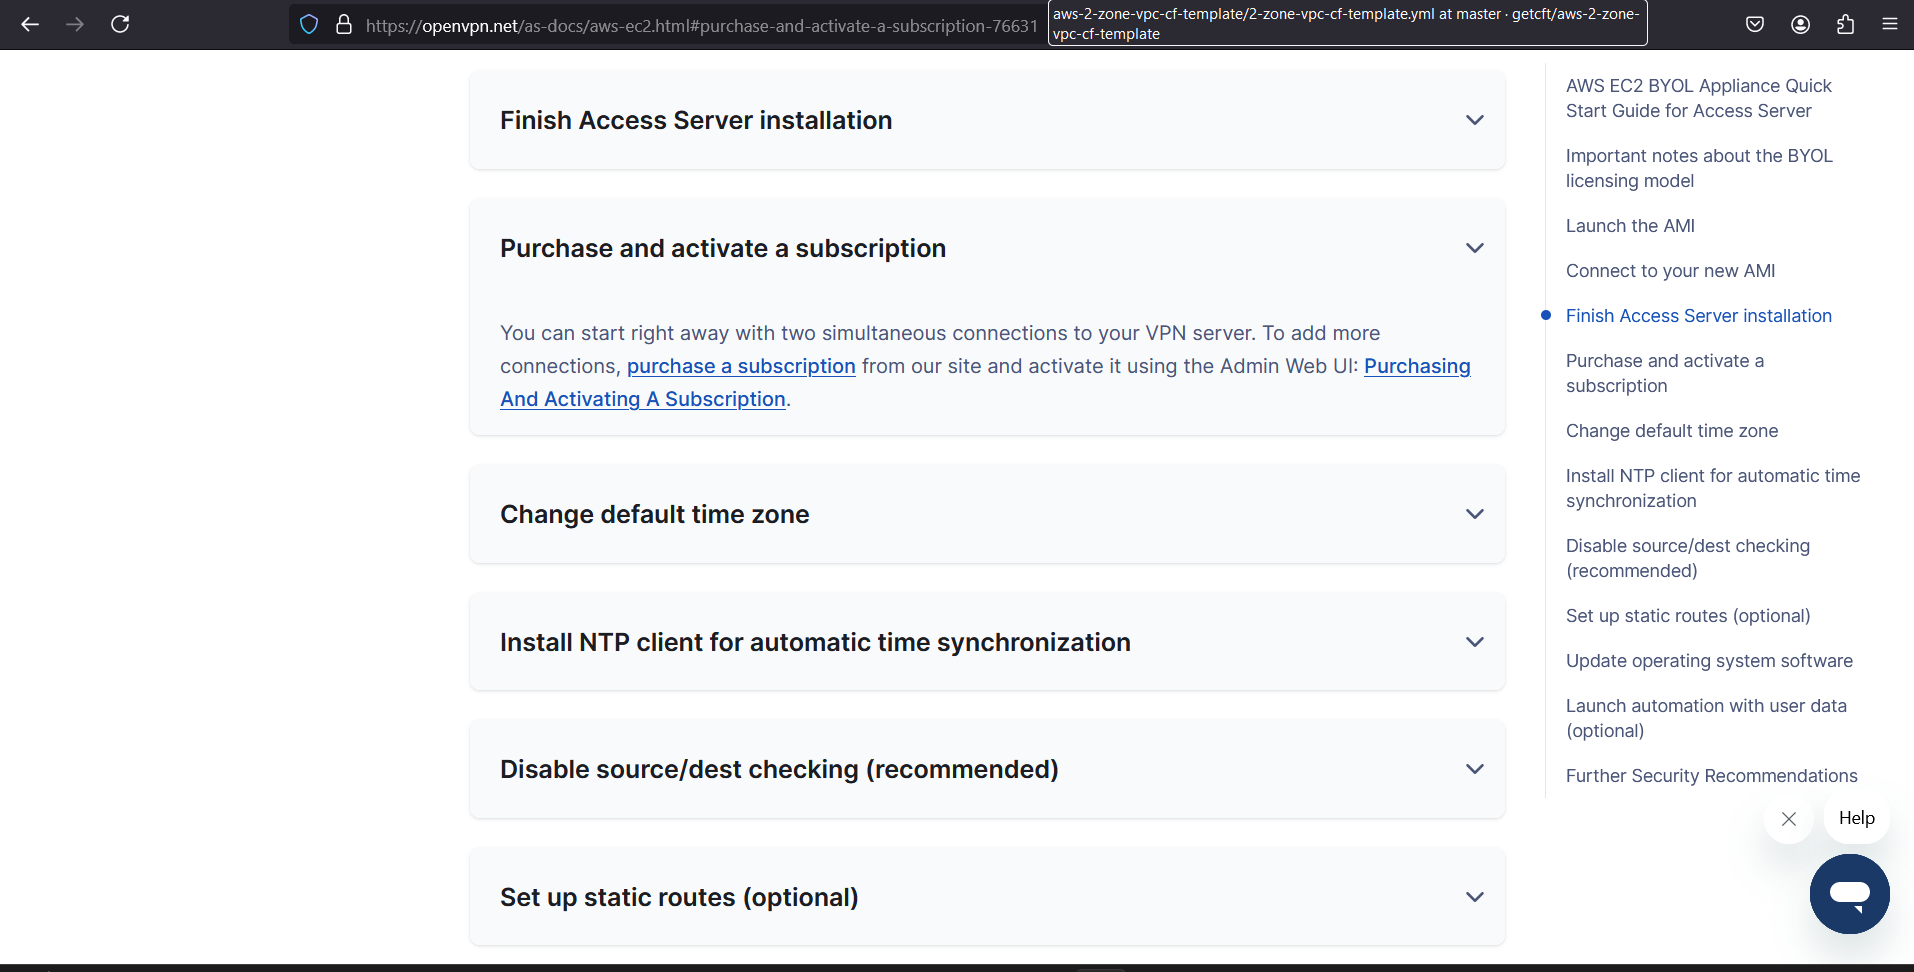 https://openvpn.net/as-docs/aws-ec2.html#purchase-and-activate-a-subscription-76631
aws-2-zone-vpc-cf-template/2-zone-vpc-cf-template.yml at master · getcft/aws-2-zone-
vpc-cf-template
Finish Access Server installation
Purchase and activate a subscription
You can start right away with two simultaneous connections to your VPN server. To add more
connections, purchase a subscription from our site and activate it using the Admin Web UI: Purchasing
And Activating A Subscription.
Change default time zone
Install NTP client for automatic time synchronization
Disable source/dest checking (recommended)
Set up static routes (optional)
AWS EC2 BYOL Appliance Quick
Start Guide for Access Server
Important notes about the BYOL
licensing model
Launch the AMI
Connect to your new AMI
Finish Access Server installation
Purchase and activate a
subscription
Change default time zone
Install NTP client for automatic time
synchronization
Disable source/dest checking
(recommended)
Set up static routes (optional)
Update operating system software
Launch automation with user data
(optional)
Further Security Recommendations
Help